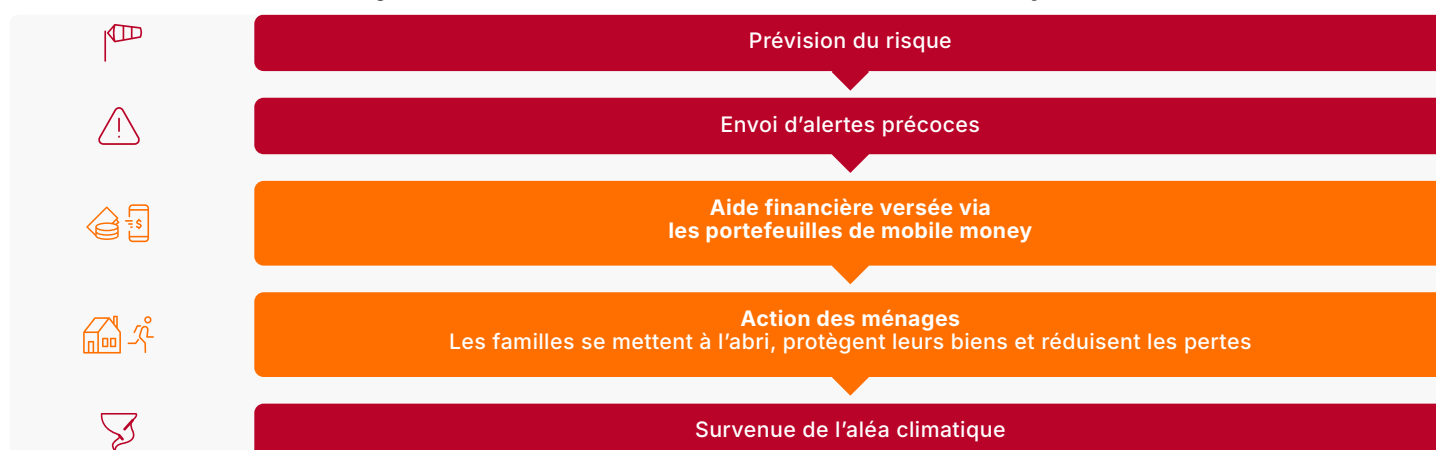 Prévision du risque
Envoi d’alertes précoces
Aide financière versée via
les portefeuilles de mobile money
Action des ménages
Les familles se mettent à l’abri, protègent leurs biens et réduisent les pertes
Survenue de l’aléa climatique